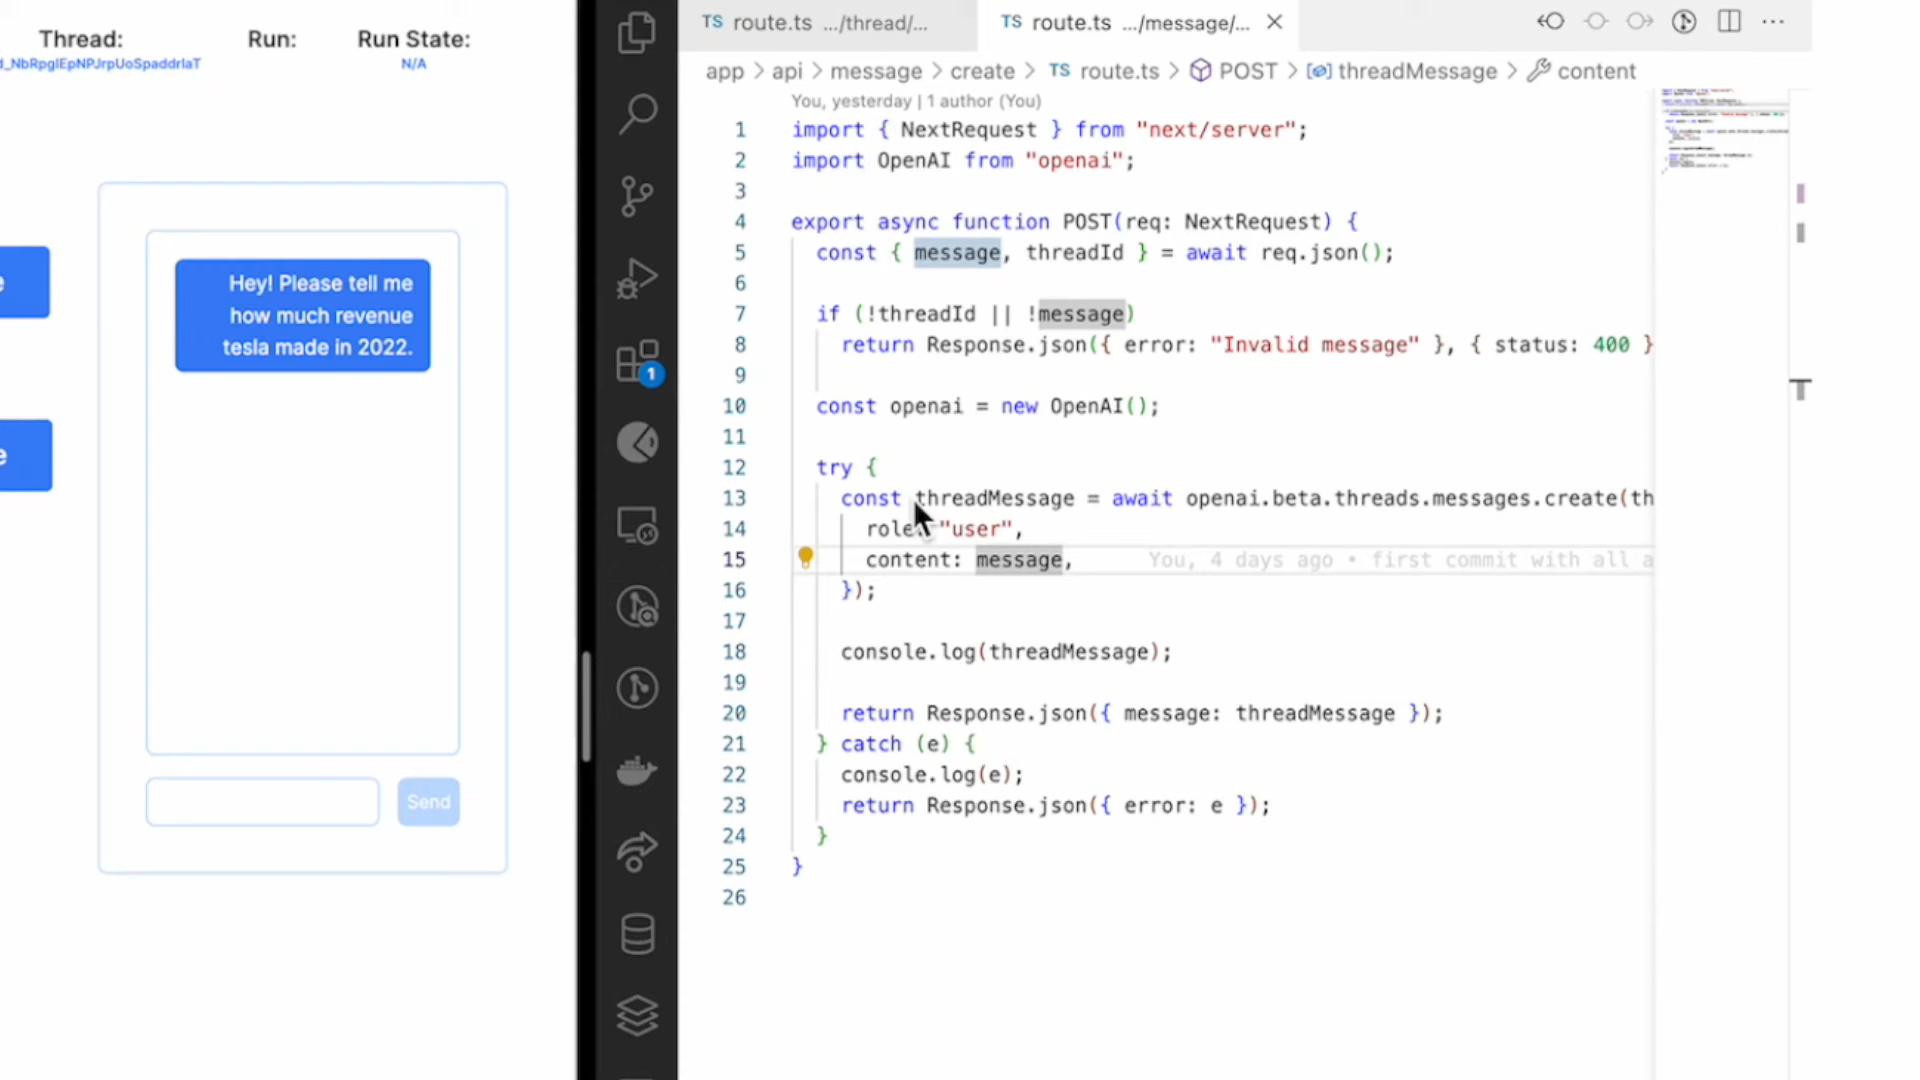 Thread:
Run:
Run State:
d_NbRpglEpNPJrpUoSpaddrlaT
N/A
Hey! Please tell me
how much revenue
tesla made in 2022.
e
e
Send
1
TS route.ts .../thread/...
TS route.ts .../message/...
app > api > message > create > TS route.ts > POST > threadMessage > content
You, yesterday | 1 author (You)
1 import { NextRequest } from "next/server";
2 import OpenAI from "openai";
3
4 export async function POST(req: NextRequest) {
5 const { message, threadId } = await req.json();
6
7 if (!threadId || !message)
8 return Response.json({ error: "Invalid message" }, { status: 400 }
9
10 const openai = new OpenAI();
11
12 try {
13 const threadMessage = await openai.beta.threads.messages.create(th
14 role: "user",
15 content: message, You, 4 days ago • first commit with all a
16 });
17
18 console.log(threadMessage);
19
20 return Response.json({ message: threadMessage });
21 } catch (e) {
22 console.log(e);
23 return Response.json({ error: e });
24 }
25 }
26